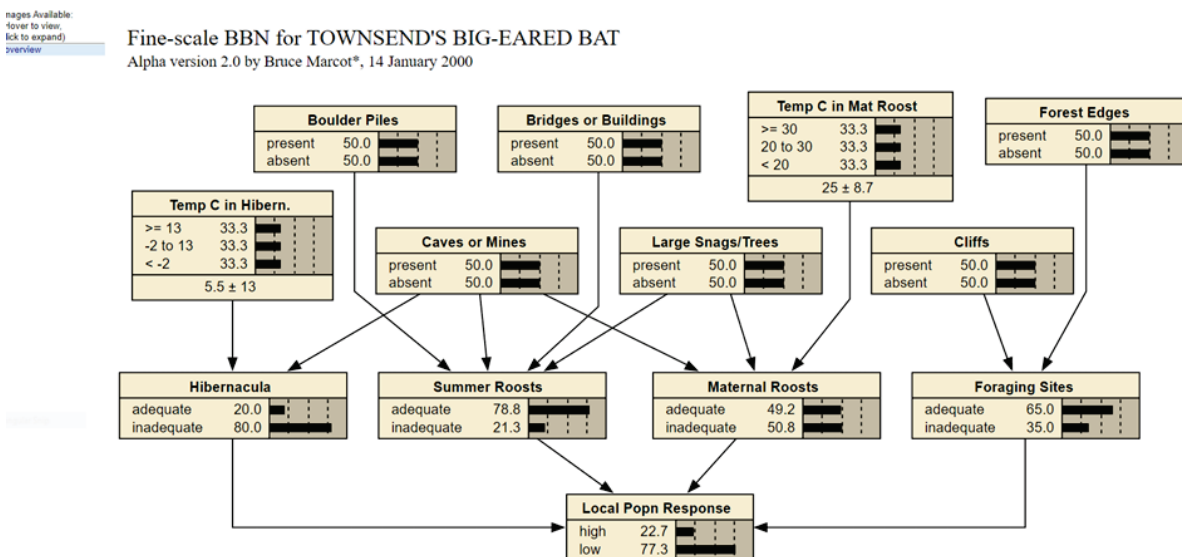 mages Available:
Hover to view,
lick to expand)
overview
Fine-scale BBN for TOWNSEND'S BIG-EARED BAT
Alpha version 2.0 by Bruce Marcot*, 14 January 2000
Boulder Piles
present 50.0
absent 50.0
Bridges or Buildings
present 50.0
absent 50.0
Temp C in Mat Roost
>= 30 33.3
20 to 30 33.3
< 20 33.3
25 ± 8.7
Forest Edges
present 50.0
absent 50.0
Temp C in Hibern.
>= 13 33.3
-2 to 13 33.3
< -2 33.3
5.5 ± 13
Caves or Mines
present 50.0
absent 50.0
Large Snags/Trees
present 50.0
absent 50.0
Cliffs
present 50.0
absent 50.0
Hibernacula
adequate 20.0
inadequate 80.0
Summer Roosts
adequate 78.8
inadequate 21.3
Maternal Roosts
adequate 49.2
inadequate 50.8
Foraging Sites
adequate 65.0
inadequate 35.0
Local Popn Response
high 22.7
low 77.3